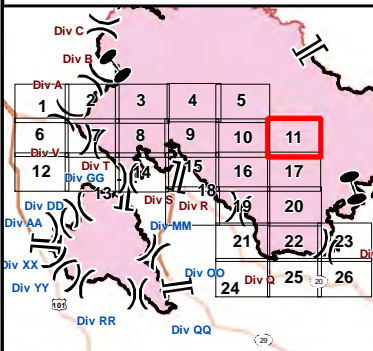 Div C
Div B
Div A
1
2
3
4
5
6
7
8
9
10
11
Div V
Div T
12
Div GG
13
14
15
16
17
Div S
Div R
18
19
20
Div DD
Div AA
Div MM
21
22
23
Div XX
Div OO
Div Q
24
25
26
20
Div YY
101
Div RR
Div QQ
29